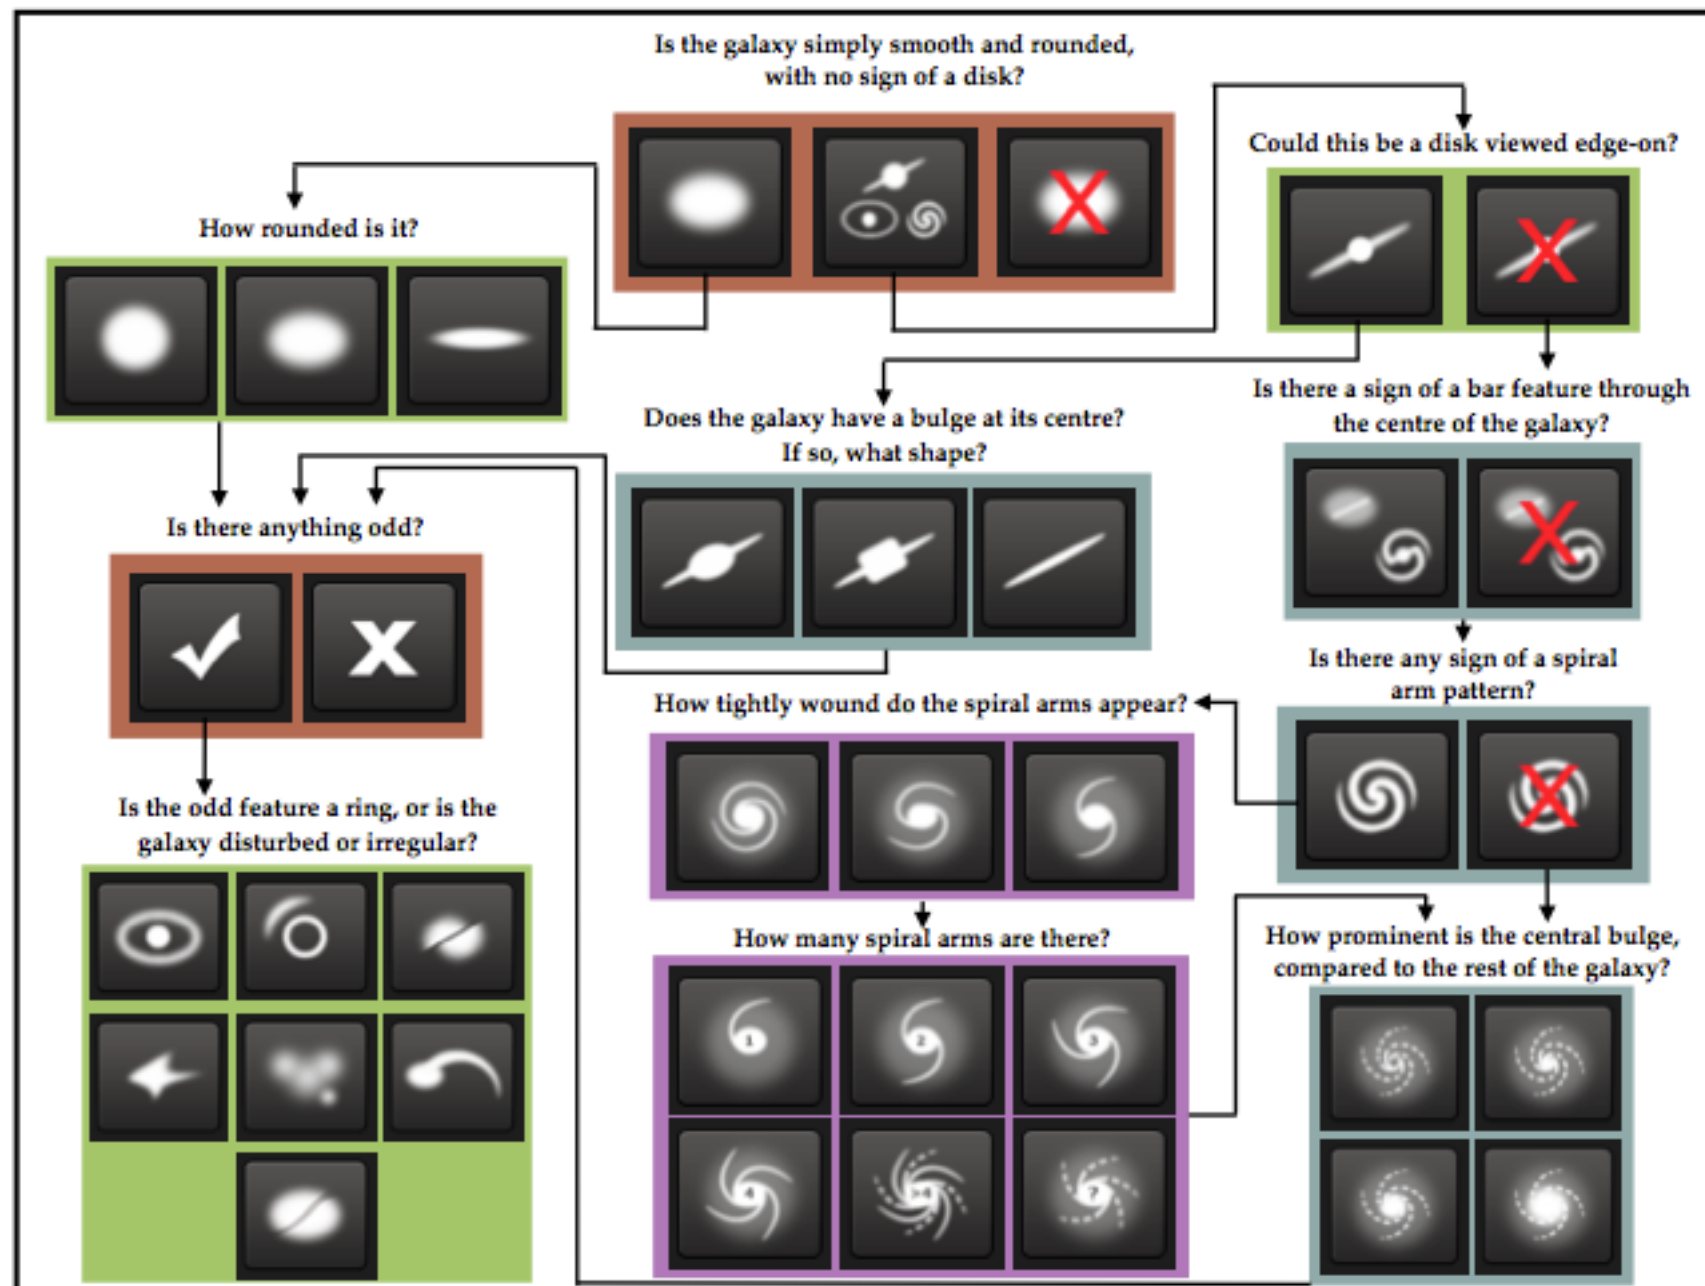 Is the galaxy simply smooth and rounded,
with no sign of a disk?
Could this be a disk viewed edge-on?
How rounded is it?
Is there a sign of a bar feature through
the centre of the galaxy?
Does the galaxy have a bulge at its centre?
If so, what shape?
Is there anything odd?
Is there any sign of a spiral
arm pattern?
How tightly wound do the spiral arms appear?
Is the odd feature a ring, or is the
galaxy disturbed or irregular?
How many spiral arms are there?
How prominent is the central bulge,
compared to the rest of the galaxy?
1
2
3
4
>4
?